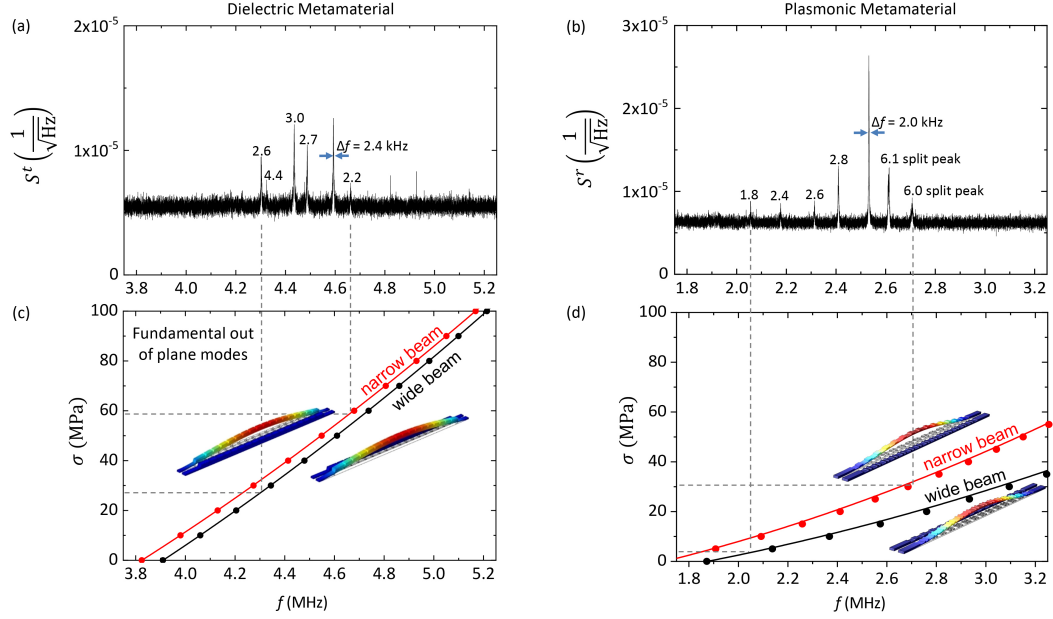 Dielectric Metamaterial
Plasmonic Metamaterial
(a)
2x10⁻⁵
1x10⁻⁵
0
Sᵗ (1/√Hz)
2.6
4.4
3.0
2.7
Δf = 2.4 kHz
2.2
3.8 4.0 4.2 4.4 4.6 4.8 5.0 5.2
(b)
3x10⁻⁵
2x10⁻⁵
1x10⁻⁵
0
Sʳ (1/√Hz)
1.8
2.4
2.6
2.8
Δf = 2.0 kHz
6.1 split peak
6.0 split peak
1.8 2.0 2.2 2.4 2.6 2.8 3.0 3.2
(c)
100
80
60
40
20
0
σ (MPa)
Fundamental out
of plane modes
narrow beam
wide beam
3.8 4.0 4.2 4.4 4.6 4.8 5.0 5.2
f (MHz)
(d)
100
80
60
40
20
0
σ (MPa)
narrow beam
wide beam
1.8 2.0 2.2 2.4 2.6 2.8 3.0 3.2
f (MHz)